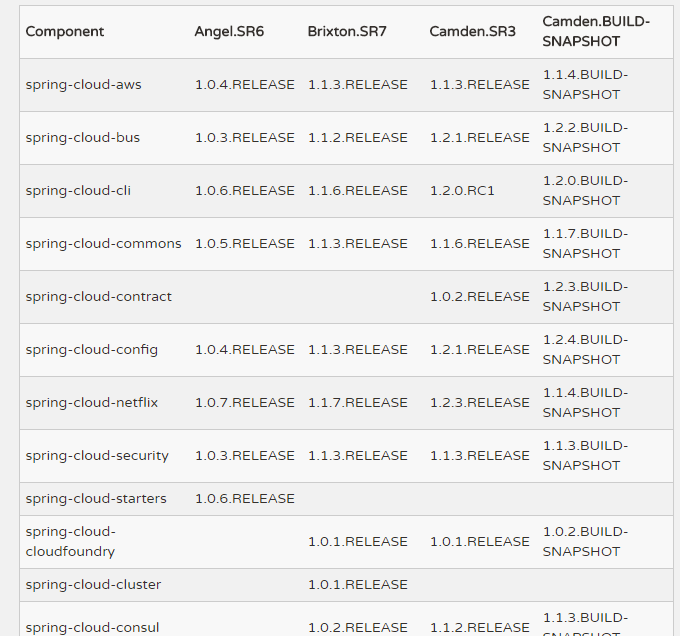 Component Angel.SR6 Brixton.SR7 Camden.SR3 Camden.BUILD-
SNAPSHOT
spring-cloud-aws 1.0.4.RELEASE 1.1.3.RELEASE 1.1.3.RELEASE 1.1.4.BUILD-
SNAPSHOT
spring-cloud-bus 1.0.3.RELEASE 1.1.2.RELEASE 1.2.1.RELEASE 1.2.2.BUILD-
SNAPSHOT
spring-cloud-cli 1.0.6.RELEASE 1.1.6.RELEASE 1.2.0.RC1 1.2.0.BUILD-
SNAPSHOT
spring-cloud-commons 1.0.5.RELEASE 1.1.3.RELEASE 1.1.6.RELEASE 1.1.7.BUILD-
SNAPSHOT
spring-cloud-contract 1.0.2.RELEASE 1.2.3.BUILD-
SNAPSHOT
spring-cloud-config 1.0.4.RELEASE 1.1.3.RELEASE 1.2.1.RELEASE 1.2.4.BUILD-
SNAPSHOT
spring-cloud-netflix 1.0.7.RELEASE 1.1.7.RELEASE 1.2.3.RELEASE 1.1.4.BUILD-
SNAPSHOT
spring-cloud-security 1.0.3.RELEASE 1.1.3.RELEASE 1.1.3.RELEASE 1.1.3.BUILD-
SNAPSHOT
spring-cloud-starters 1.0.6.RELEASE
spring-cloud-
cloudfoundry 1.0.1.RELEASE 1.0.1.RELEASE 1.0.2.BUILD-
SNAPSHOT
spring-cloud-cluster 1.0.1.RELEASE
spring-cloud-consul 1.0.2.RELEASE 1.1.2.RELEASE 1.1.3.BUILD-
SNAPSHOT